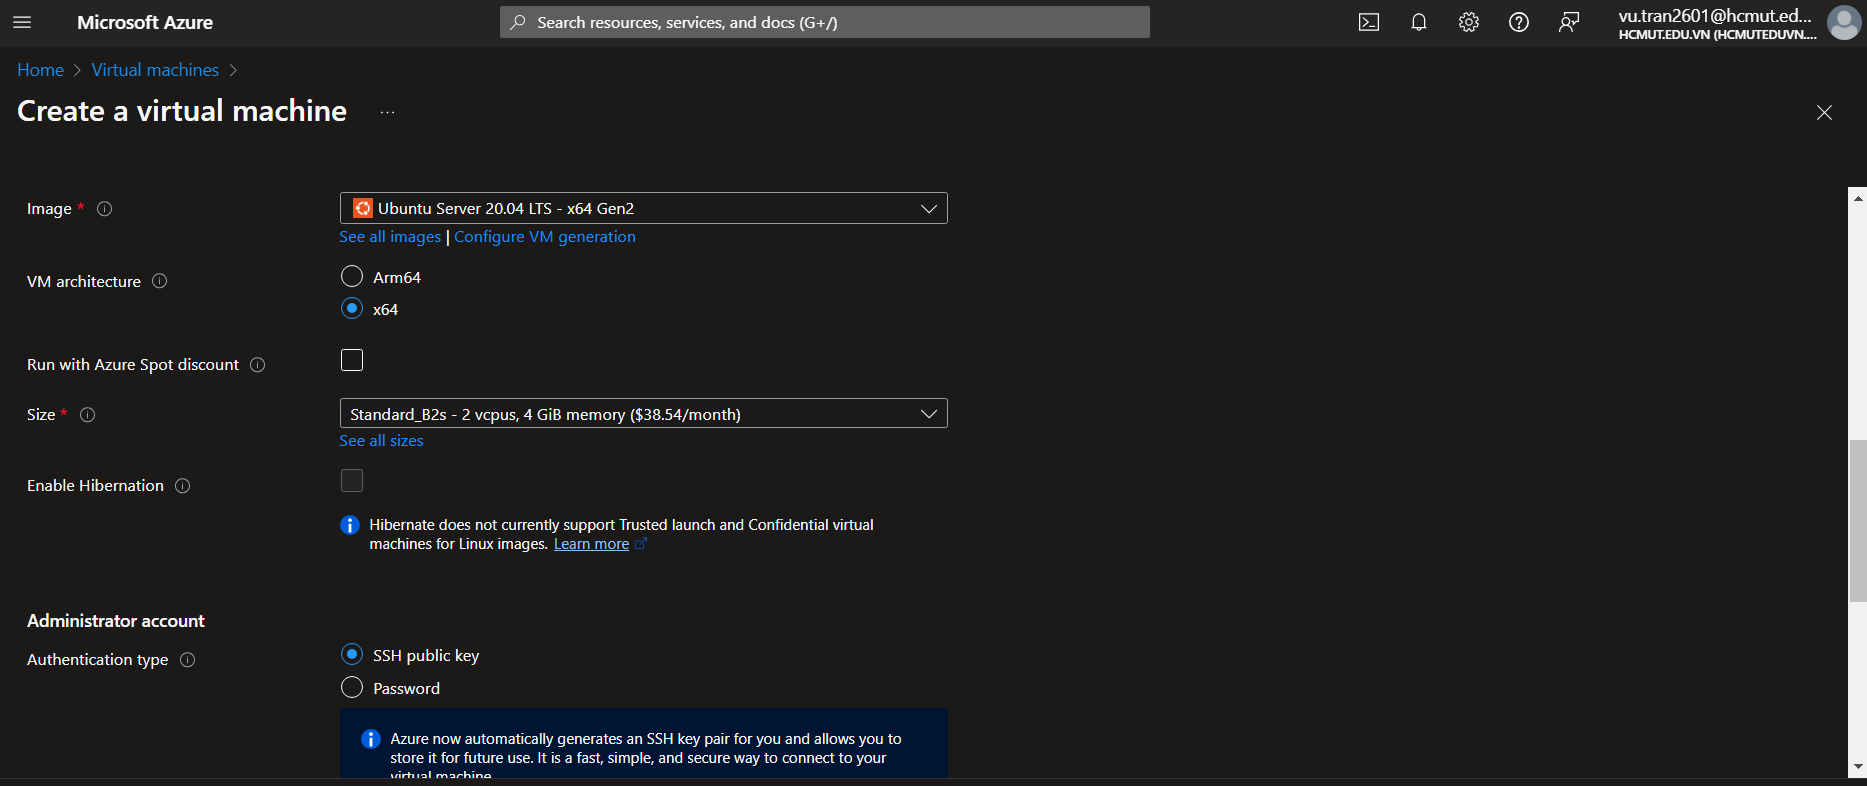 Microsoft Azure
Search resources, services, and docs (G+/)
vu.tran2601@hcmut.ed...
HCMUT.EDU.VN (HCMUTEDUVN....
Home > Virtual machines >
Create a virtual machine ...
Image *
Ubuntu Server 20.04 LTS - x64 Gen2
See all images | Configure VM generation
VM architecture
Arm64
x64
Run with Azure Spot discount
Size *
Standard_B2s - 2 vcpus, 4 GiB memory ($38.54/month)
See all sizes
Enable Hibernation
Hibernate does not currently support Trusted launch and Confidential virtual
machines for Linux images. Learn more
Administrator account
Authentication type
SSH public key
Password
Azure now automatically generates an SSH key pair for you and allows you to
store it for future use. It is a fast, simple, and secure way to connect to your
virtual machine.